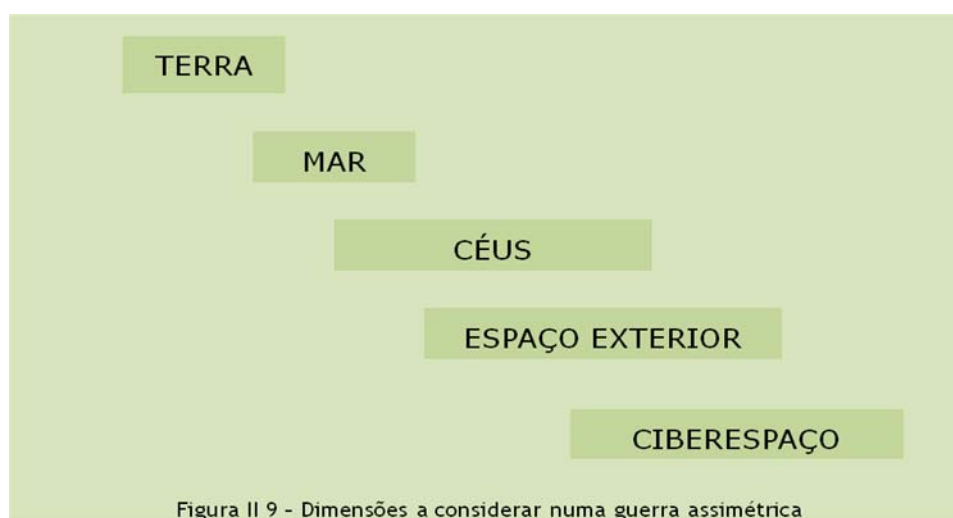 TERRA
MAR
CÉUS
ESPAÇO EXTERIOR
CIBERESPAÇO
Figura II 9 - Dimensões a considerar numa guerra assimétrica